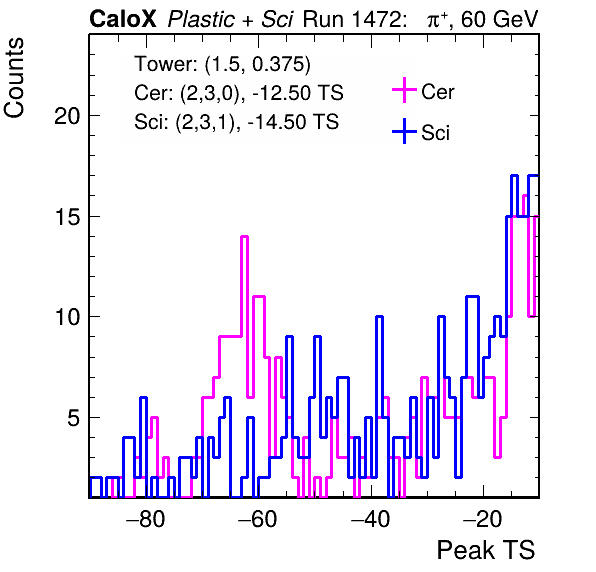 CaloX Plastic + Sci Run 1472: π+, 60 GeV
Tower: (1.5, 0.375)
Cer: (2,3,0), -12.50 TS
Sci: (2,3,1), -14.50 TS
Cer
Sci
Counts
20
15
10
5
−80 −60 −40 −20
Peak TS